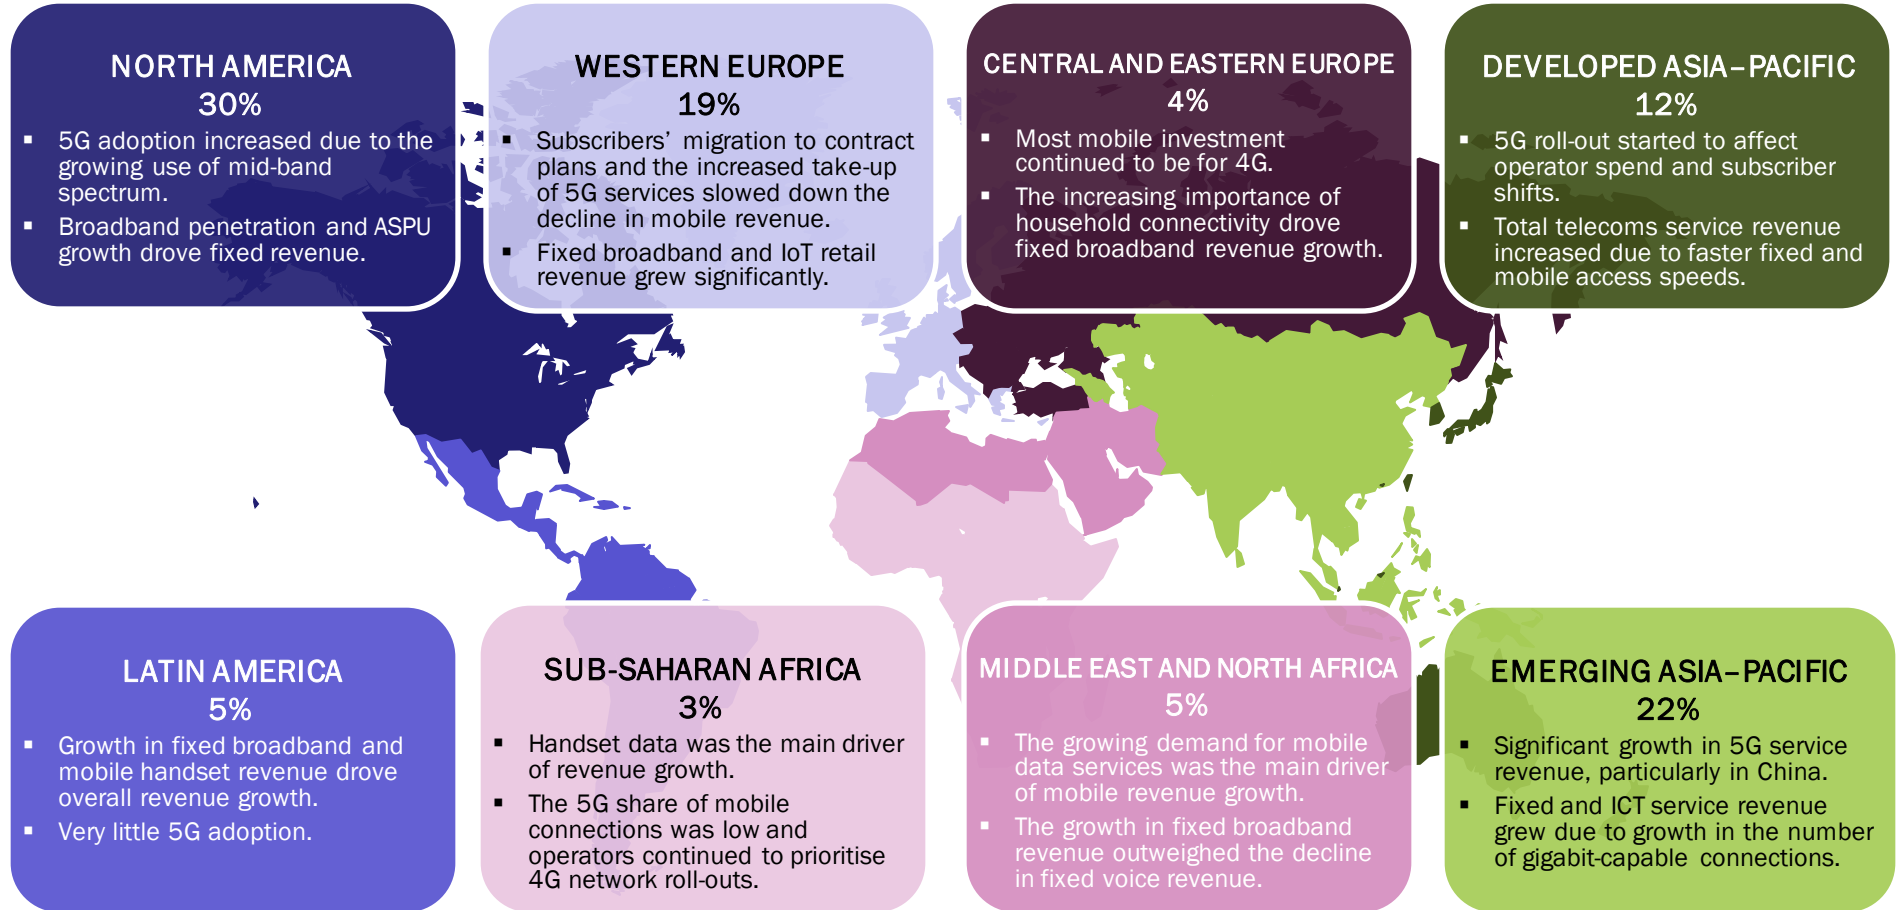 NORTH AMERICA
30%
▪ 5G adoption increased due to the
growing use of mid-band
spectrum.
▪ Broadband penetration and ASPU
growth drove fixed revenue.
WESTERN EUROPE
19%
▪ Subscribers’ migration to contract
plans and the increased take-up
of 5G services slowed down the
decline in mobile revenue.
▪ Fixed broadband and IoT retail
revenue grew significantly.
CENTRAL AND EASTERN EUROPE
4%
▪ Most mobile investment
continued to be for 4G.
▪ The increasing importance of
household connectivity drove
fixed broadband revenue growth.
DEVELOPED ASIA–PACIFIC
12%
▪ 5G roll-out started to affect
operator spend and subscriber
shifts.
▪ Total telecoms service revenue
increased due to faster fixed and
mobile access speeds.
LATIN AMERICA
5%
▪ Growth in fixed broadband and
mobile handset revenue drove
overall revenue growth.
▪ Very little 5G adoption.
SUB-SAHARAN AFRICA
3%
▪ Handset data was the main driver
of revenue growth.
▪ The 5G share of mobile
connections was low and
operators continued to prioritise
4G network roll-outs.
MIDDLE EAST AND NORTH AFRICA
5%
▪ The growing demand for mobile
data services was the main driver
of mobile revenue growth.
▪ The growth in fixed broadband
revenue outweighed the decline
in fixed voice revenue.
EMERGING ASIA–PACIFIC
22%
▪ Significant growth in 5G service
revenue, particularly in China.
▪ Fixed and ICT service revenue
grew due to growth in the number
of gigabit-capable connections.